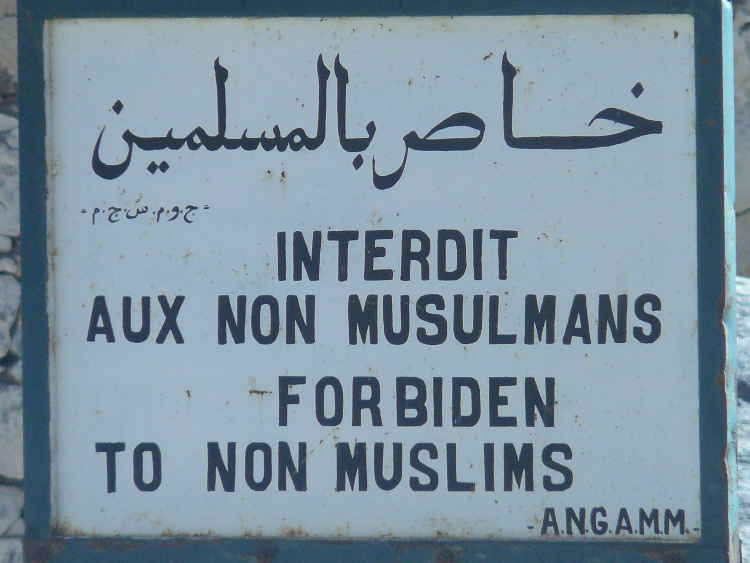 خاص بالمسلمين
- ج.و.م.س.ج.م -
INTERDIT
AUX NON MUSULMANS
FORBIDEN
TO NON MUSLIMS
- A.N.G.A.M.M. -